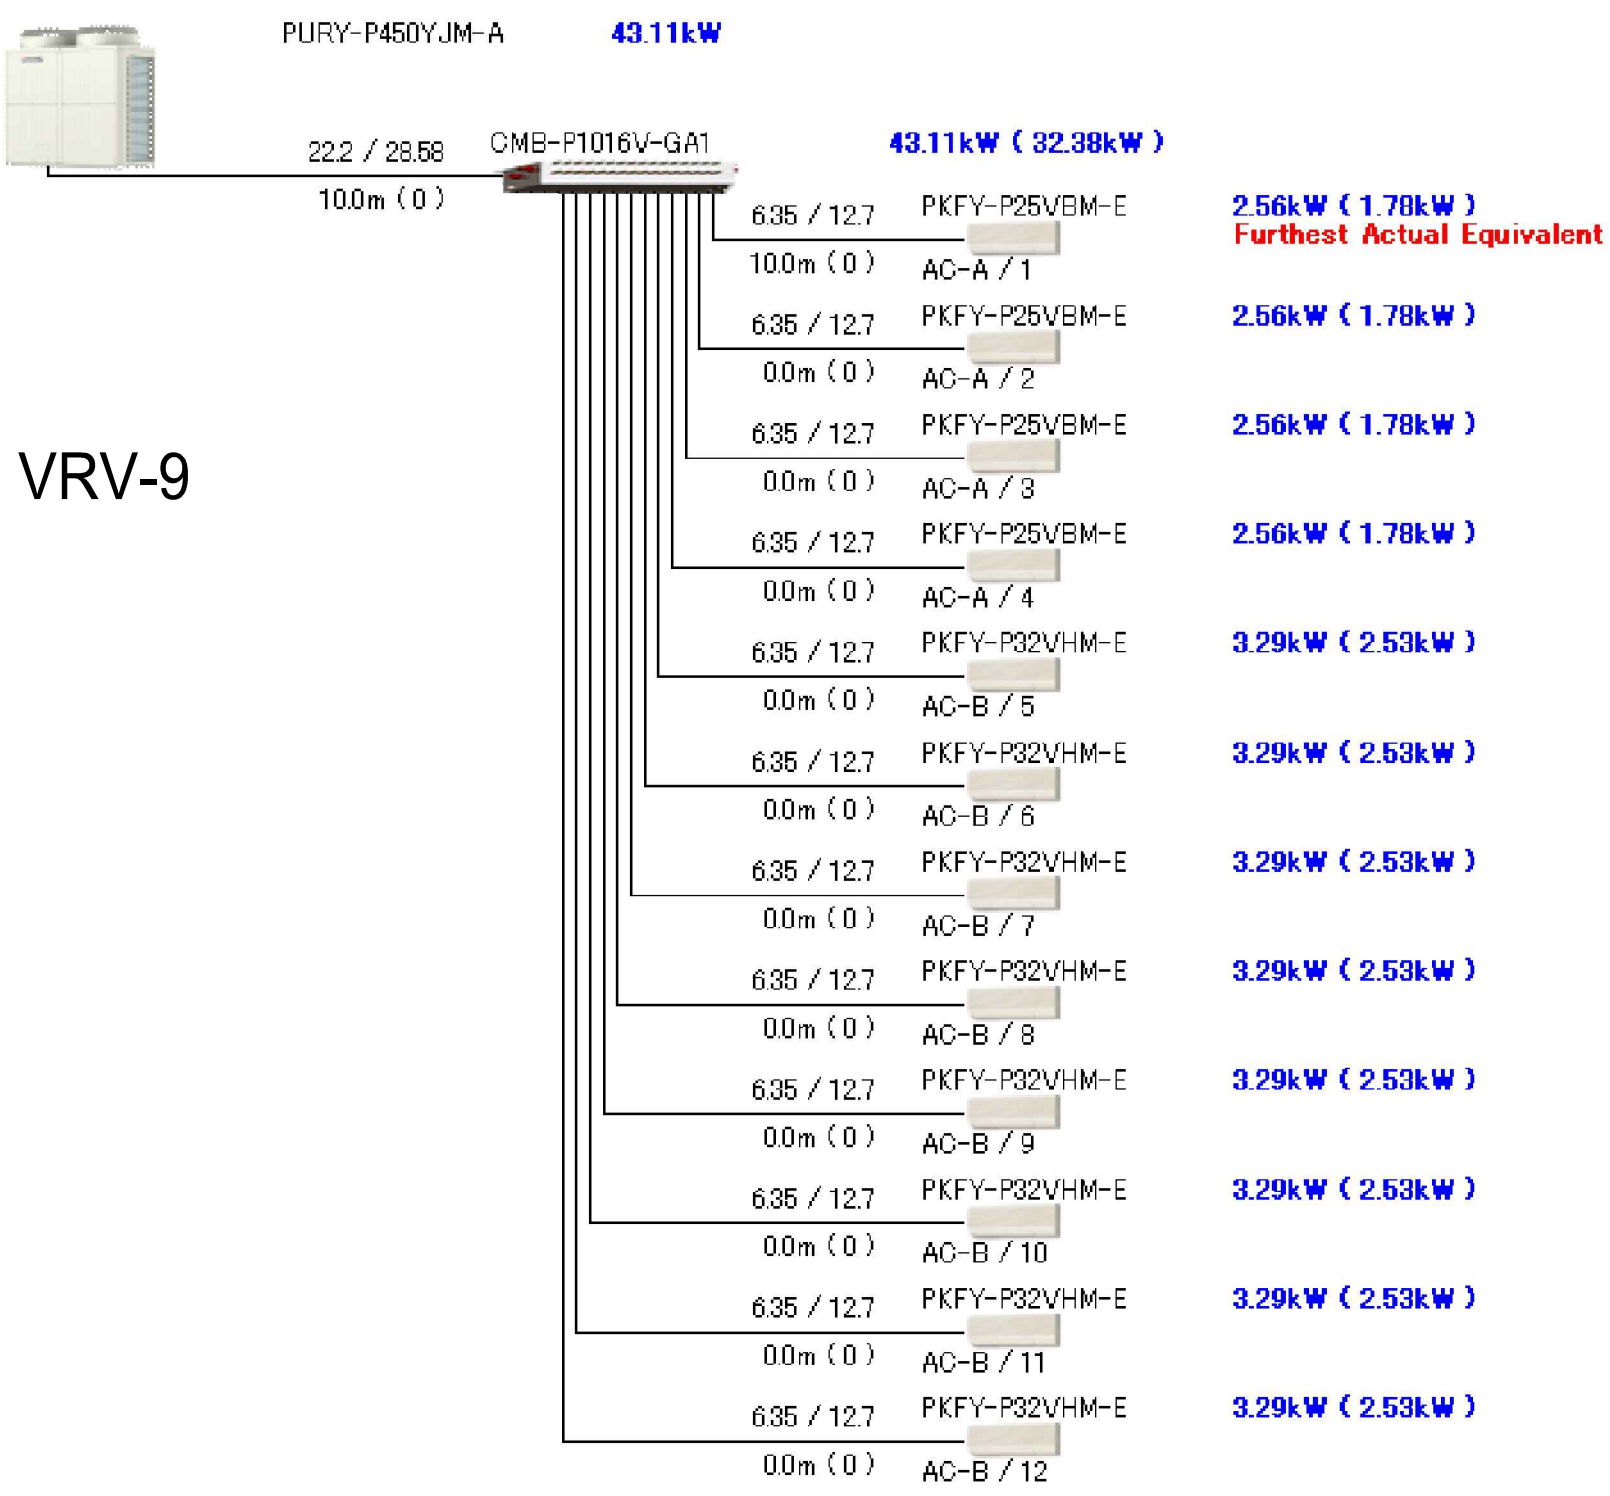 PURY-P450YJM-A 43.11kW
22.2 / 28.58 CMB-P1016V-GA1 43.11kW ( 32.38kW )
10.0m ( 0 )
6.35 / 12.7 PKFY-P25VBM-E 2.56kW ( 1.78kW )
Furthest Actual Equivalent
10.0m ( 0 ) AC-A / 1
6.35 / 12.7 PKFY-P25VBM-E 2.56kW ( 1.78kW )
0.0m ( 0 ) AC-A / 2
6.35 / 12.7 PKFY-P25VBM-E 2.56kW ( 1.78kW )
VRV-9
0.0m ( 0 ) AC-A / 3
6.35 / 12.7 PKFY-P25VBM-E 2.56kW ( 1.78kW )
0.0m ( 0 ) AC-A / 4
6.35 / 12.7 PKFY-P32VHM-E 3.29kW ( 2.53kW )
0.0m ( 0 ) AC-B / 5
6.35 / 12.7 PKFY-P32VHM-E 3.29kW ( 2.53kW )
0.0m ( 0 ) AC-B / 6
6.35 / 12.7 PKFY-P32VHM-E 3.29kW ( 2.53kW )
0.0m ( 0 ) AC-B / 7
6.35 / 12.7 PKFY-P32VHM-E 3.29kW ( 2.53kW )
0.0m ( 0 ) AC-B / 8
6.35 / 12.7 PKFY-P32VHM-E 3.29kW ( 2.53kW )
0.0m ( 0 ) AC-B / 9
6.35 / 12.7 PKFY-P32VHM-E 3.29kW ( 2.53kW )
0.0m ( 0 ) AC-B / 10
6.35 / 12.7 PKFY-P32VHM-E 3.29kW ( 2.53kW )
0.0m ( 0 ) AC-B / 11
6.35 / 12.7 PKFY-P32VHM-E 3.29kW ( 2.53kW )
0.0m ( 0 ) AC-B / 12